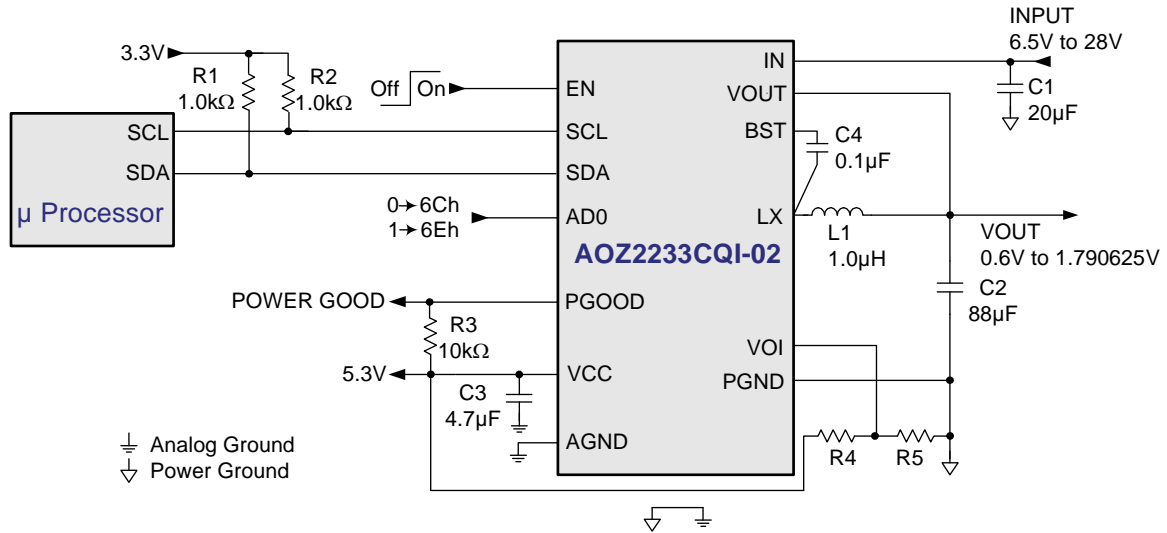 INPUT
6.5V to 28V
3.3V
R1
1.0kΩ
R2
1.0kΩ
Off On
EN
IN
VOUT
C1
20µF
SCL
SCL
BST
C4
0.1µF
SDA
SDA
µ Processor
0→6Ch
1→6Eh
AD0
LX
L1
1.0µH
VOUT
0.6V to 1.790625V
AOZ2233CQI-02
C2
88µF
POWER GOOD
PGOOD
R3
10kΩ
VOI
5.3V
VCC
PGND
C3
4.7µF
AGND
R4
R5
Analog Ground
Power Ground